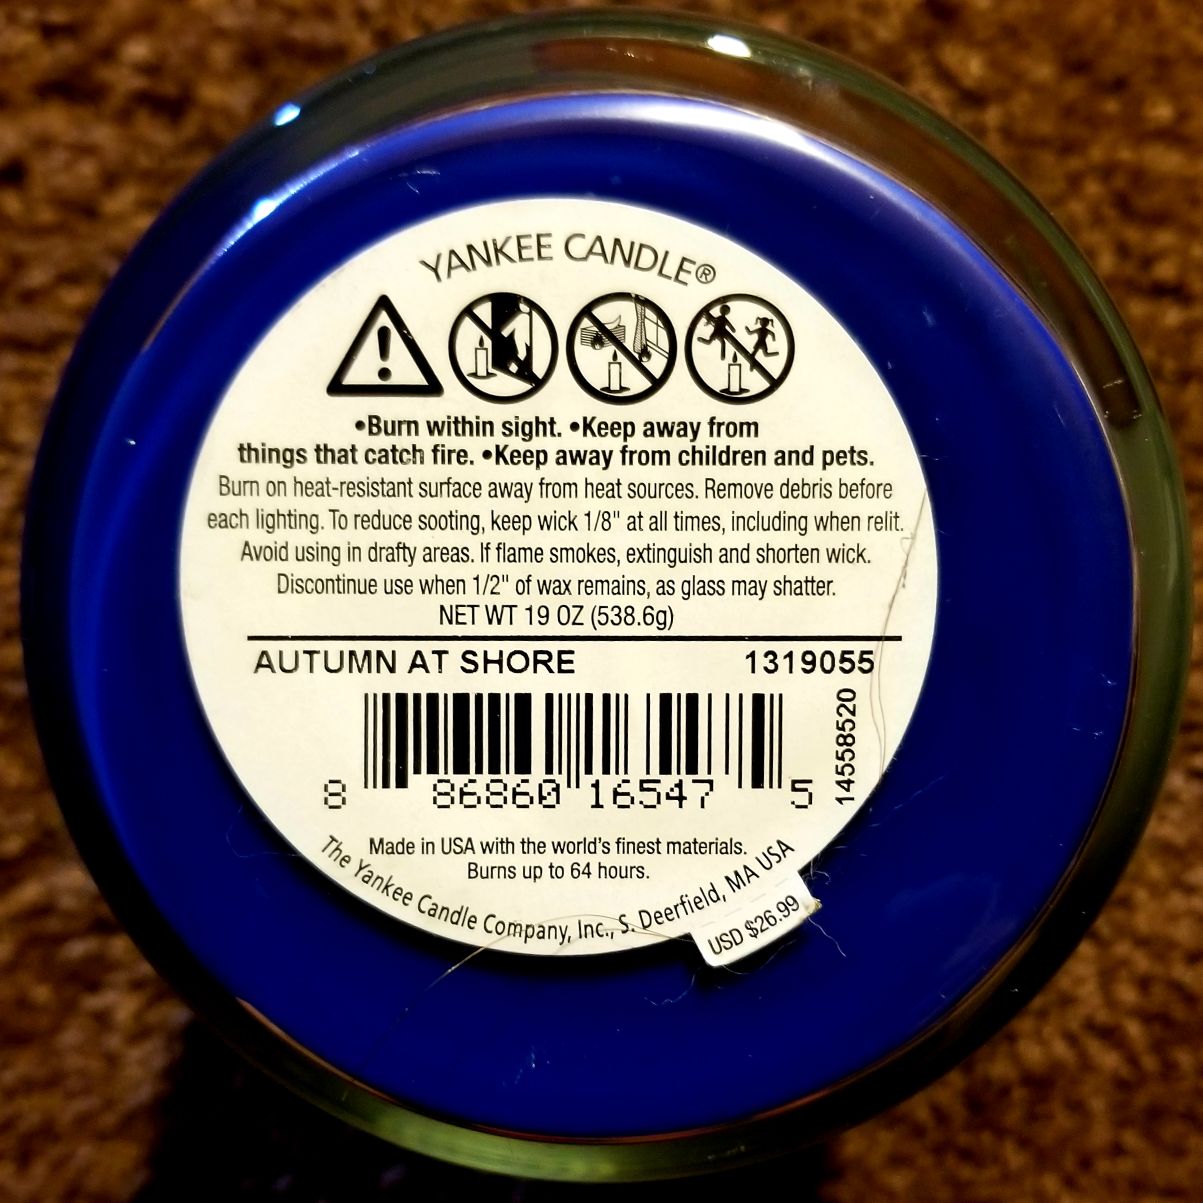 YANKEE CANDLE®
•Burn within sight. •Keep away from
things that catch fire. •Keep away from children and pets.
Burn on heat-resistant surface away from heat sources. Remove debris before
each lighting. To reduce sooting, keep wick 1/8" at all times, including when relit.
Avoid using in drafty areas. If flame smokes, extinguish and shorten wick.
Discontinue use when 1/2" of wax remains, as glass may shatter.
NET WT 19 OZ (538.6g)
AUTUMN AT SHORE 1319055
14558520
8 86860 16547 5
Made in USA with the world's finest materials.
Burns up to 64 hours.
The Yankee Candle Company, Inc., S. Deerfield, MA USA
USD $26.99